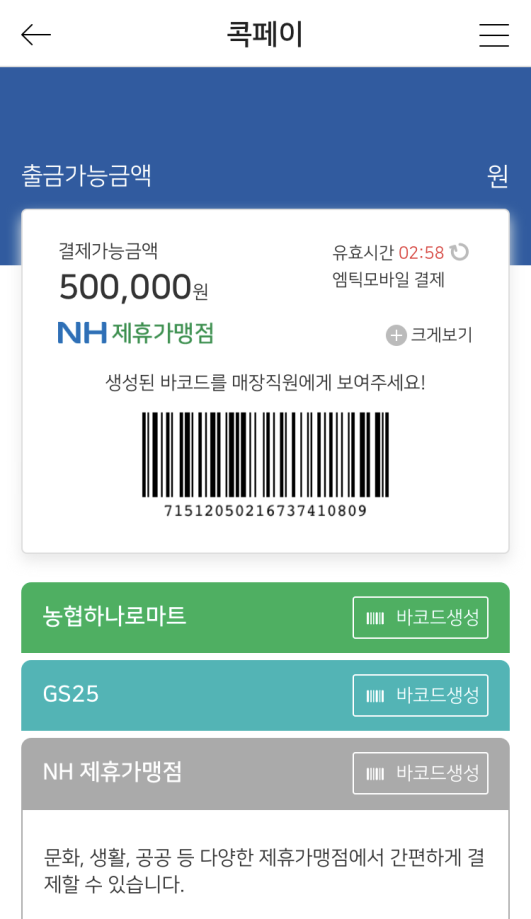 콕페이
출금가능금액 원
결제가능금액
500,000원
유효시간 02:58
엠틱모바일 결제
NH 제휴가맹점
크게보기
생성된 바코드를 매장직원에게 보여주세요!
71512050216737410809
농협하나로마트 바코드생성
GS25 바코드생성
NH 제휴가맹점 바코드생성
문화, 생활, 공공 등 다양한 제휴가맹점에서 간편하게 결
제할 수 있습니다.